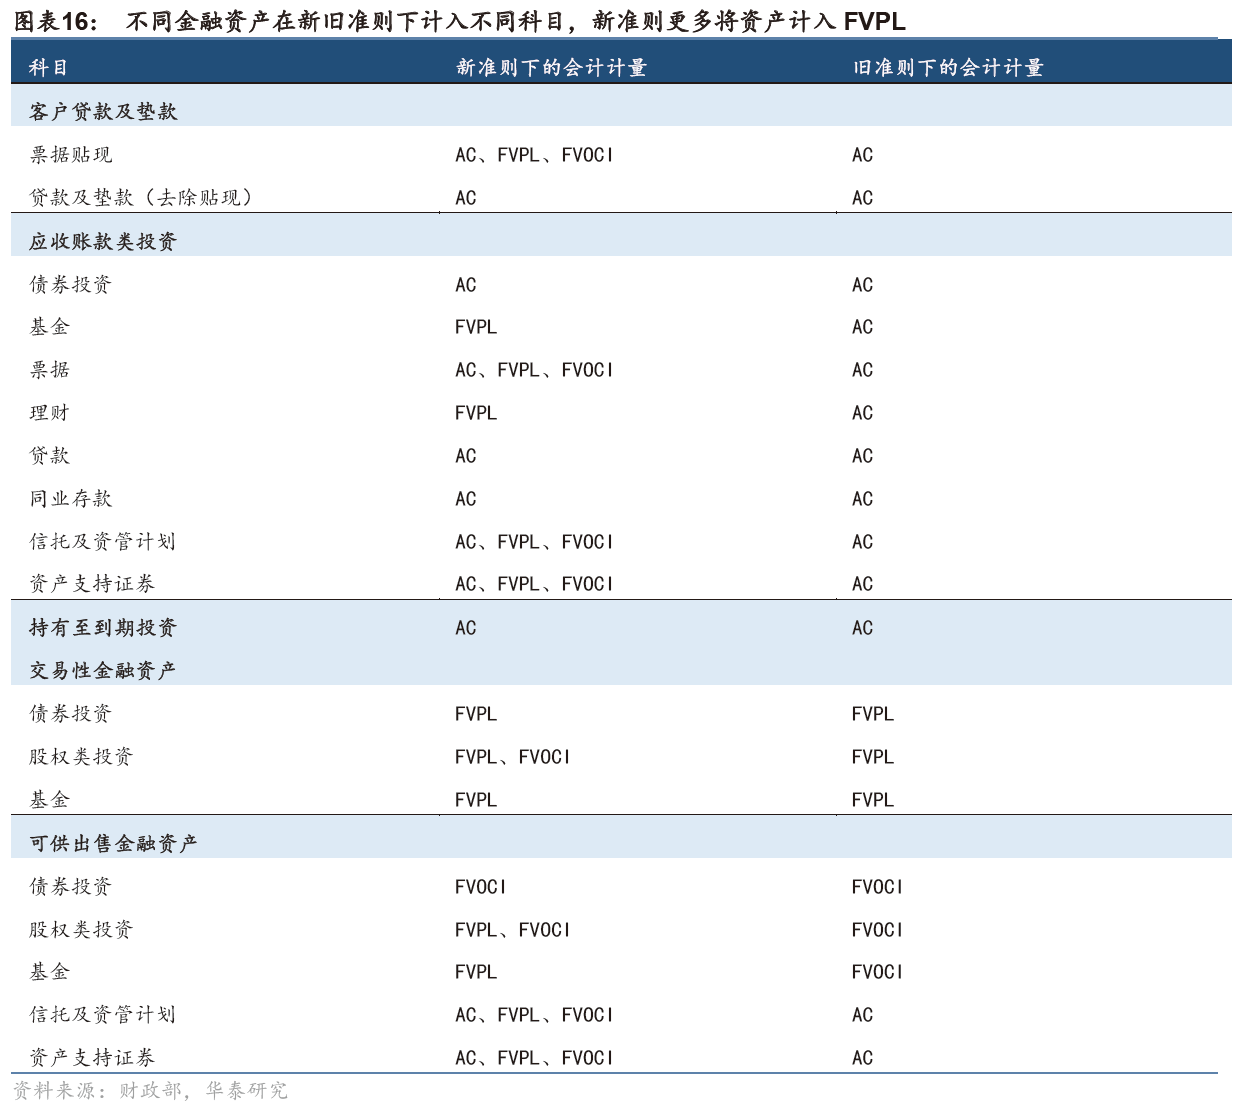 图表16： 不同金融资产在新旧准则下计入不同科目，新准则更多将资产计入 FVPL
科目 新准则下的会计计量 旧准则下的会计计量
客户贷款及垫款
票据贴现 AC、FVPL、FVOCI AC
贷款及垫款（去除贴现） AC AC
应收账款类投资
债券投资 AC AC
基金 FVPL AC
票据 AC、FVPL、FVOCI AC
理财 FVPL AC
贷款 AC AC
同业存款 AC AC
信托及资管计划 AC、FVPL、FVOCI AC
资产支持证券 AC、FVPL、FVOCI AC
持有至到期投资 AC AC
交易性金融资产
债券投资 FVPL FVPL
股权类投资 FVPL、FVOCI FVPL
基金 FVPL FVPL
可供出售金融资产
债券投资 FVOCI FVOCI
股权类投资 FVPL、FVOCI FVOCI
基金 FVPL FVOCI
信托及资管计划 AC、FVPL、FVOCI AC
资产支持证券 AC、FVPL、FVOCI AC
资料来源：财政部，华泰研究